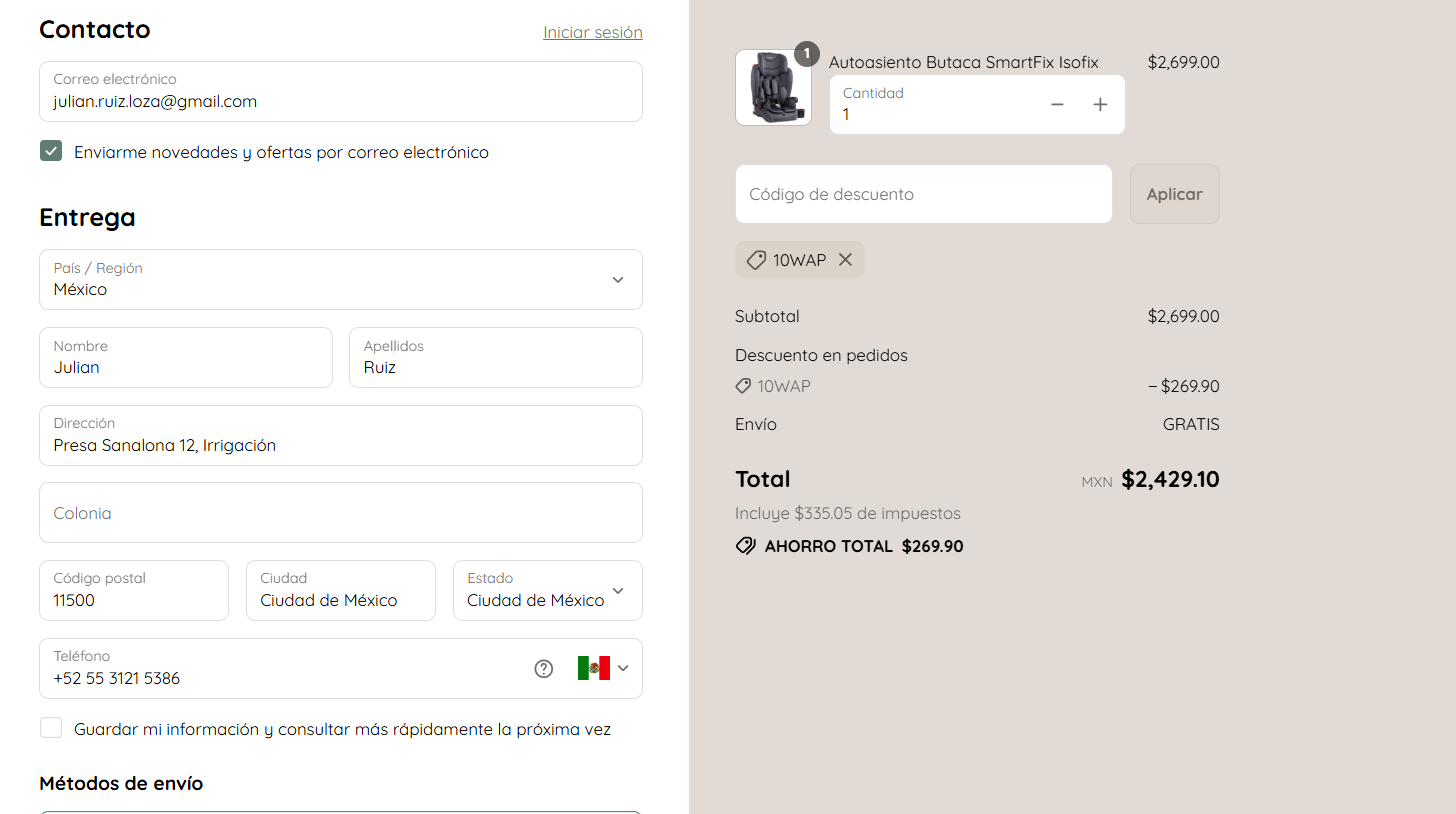 Contacto
Iniciar sesión
Correo electrónico
julian.ruiz.loza@gmail.com
Enviarme novedades y ofertas por correo electrónico
Entrega
País / Región
México
Nombre
Julian
Apellidos
Ruiz
Dirección
Presa Sanalona 12, Irrigación
Colonia
Código postal
11500
Ciudad
Ciudad de México
Estado
Ciudad de México
Teléfono
+52 55 3121 5386
Guardar mi información y consultar más rápidamente la próxima vez
Métodos de envío
1
Autoasiento Butaca SmartFix Isofix
$2,699.00
Cantidad
1
Código de descuento
Aplicar
10WAP
Subtotal
$2,699.00
Descuento en pedidos
10WAP
− $269.90
Envío
GRATIS
Total
MXN $2,429.10
Incluye $335.05 de impuestos
AHORRO TOTAL $269.90